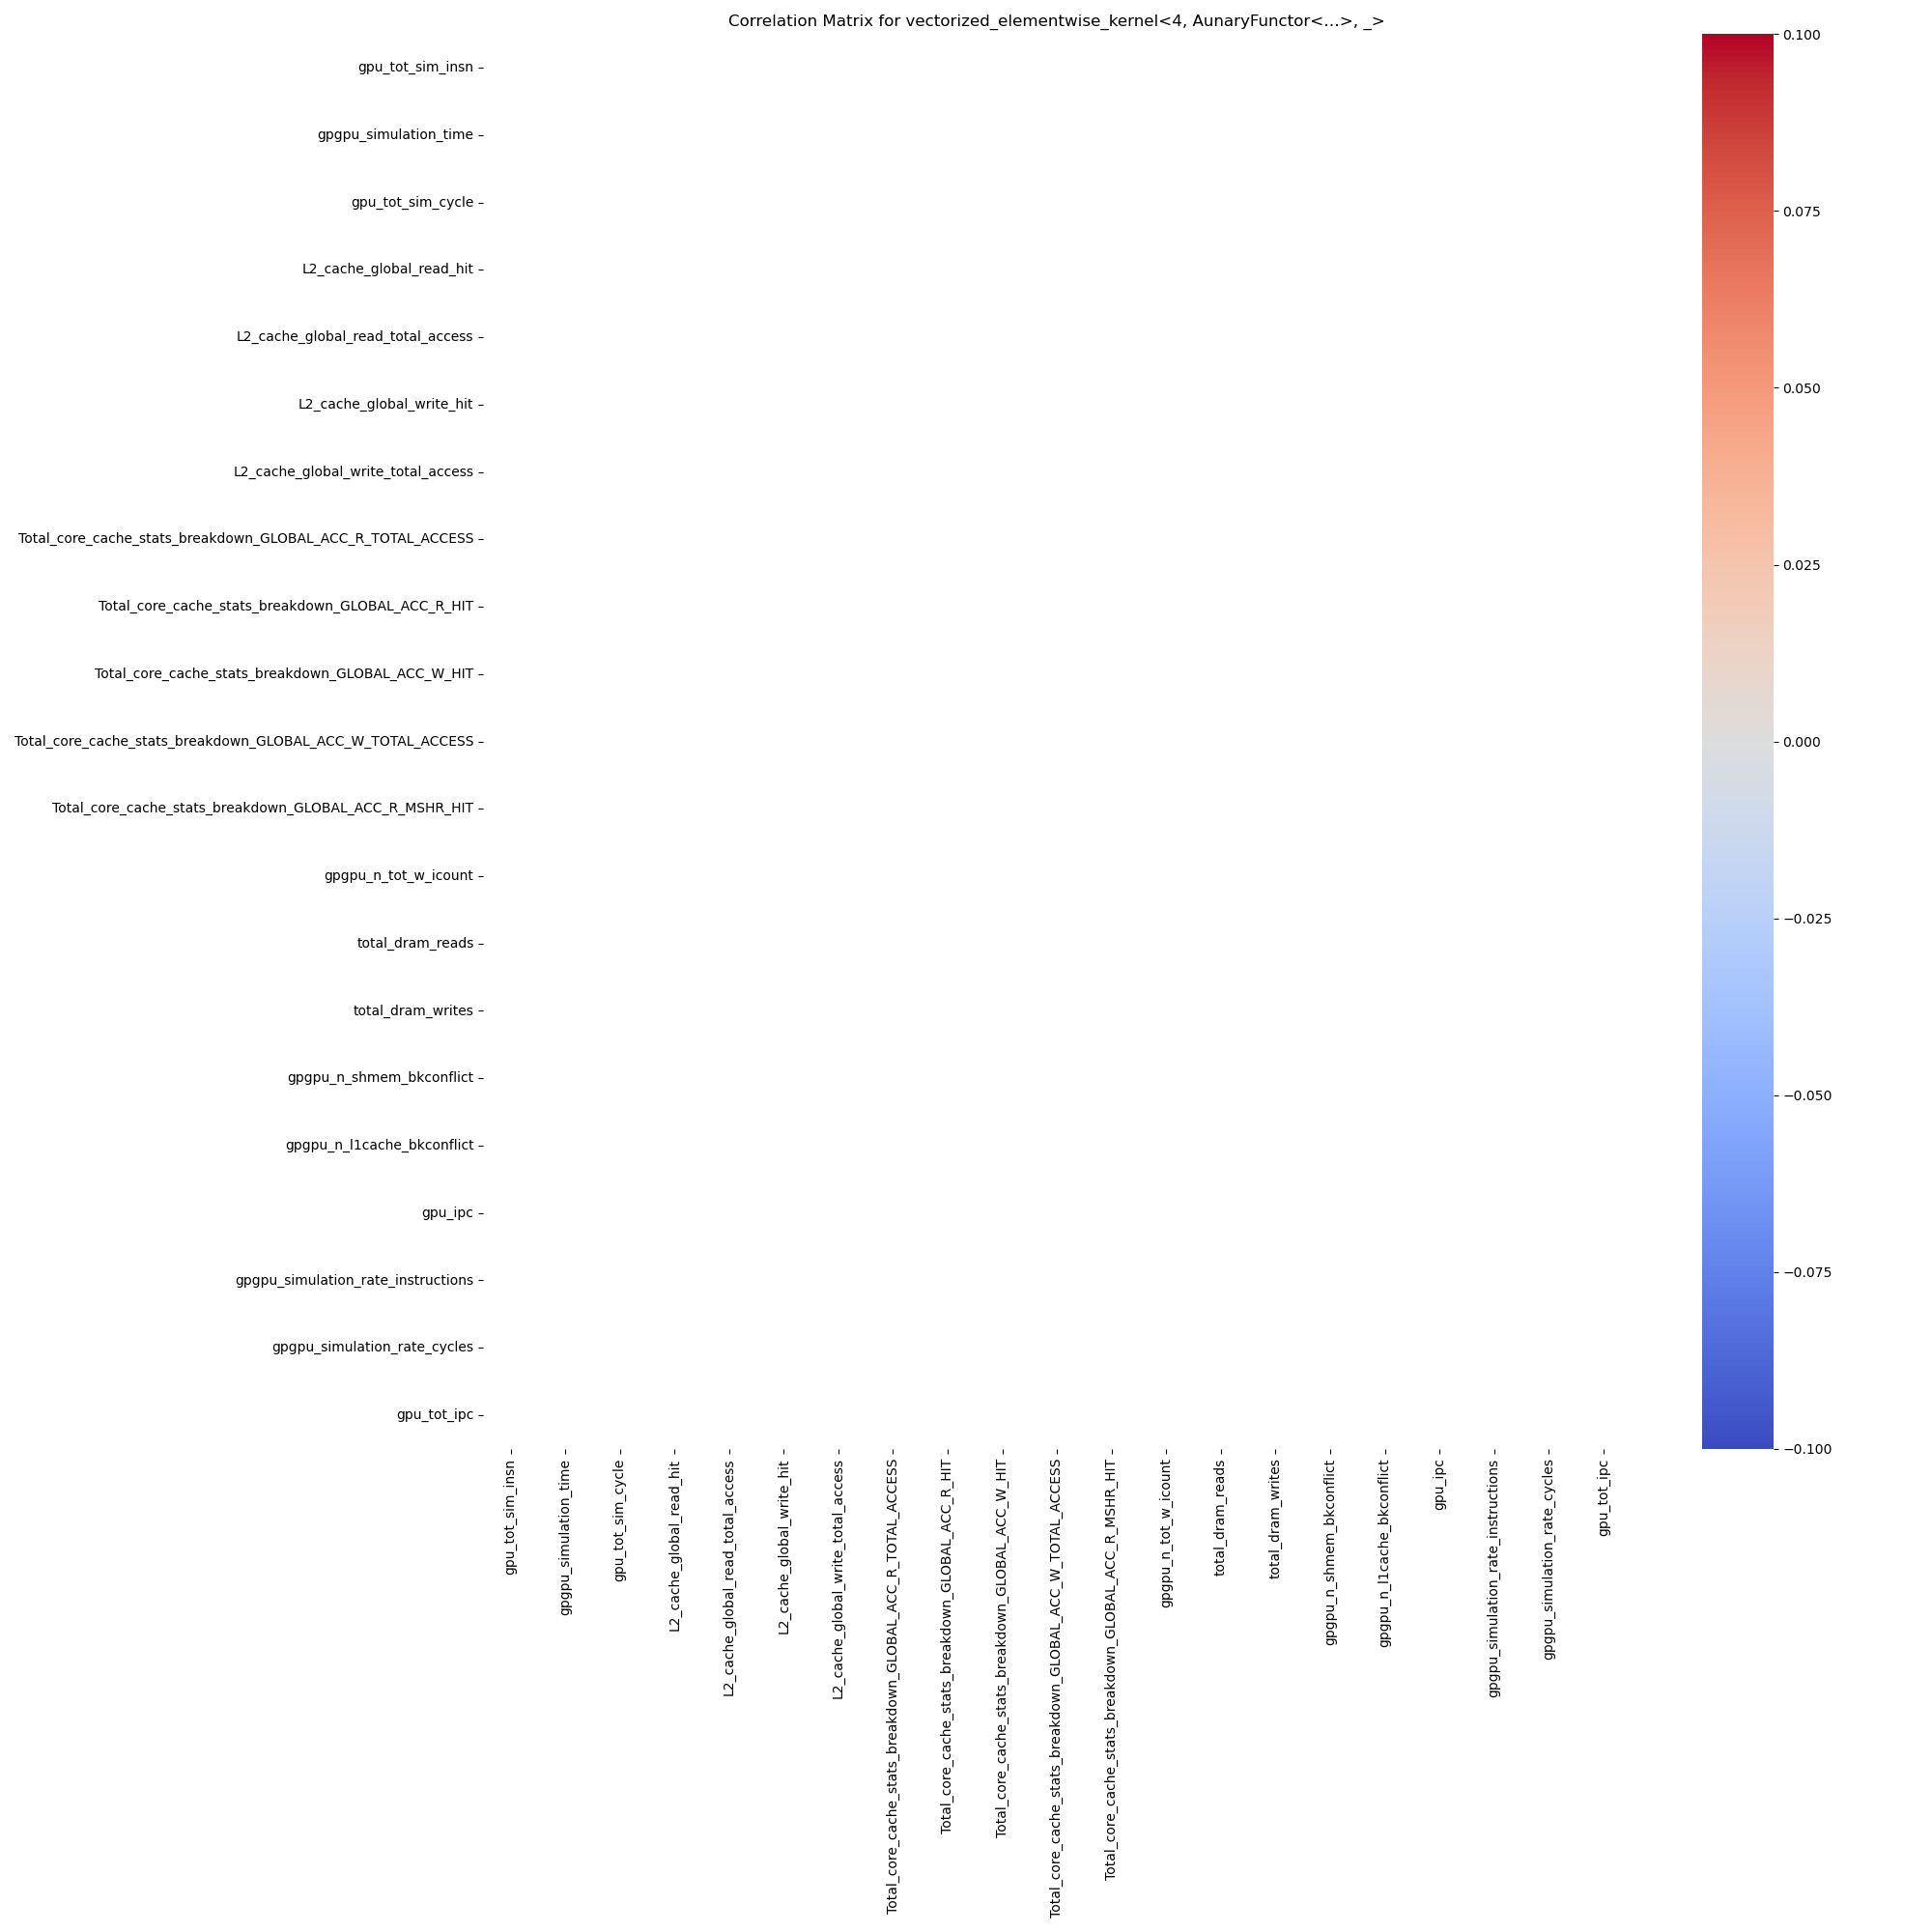 Correlation Matrix for vectorized_elementwise_kernel<4, AunaryFunctor<...>, _>
gpu_tot_sim_insn
gpgpu_simulation_time
gpu_tot_sim_cycle
L2_cache_global_read_hit
L2_cache_global_read_total_access
L2_cache_global_write_hit
L2_cache_global_write_total_access
Total_core_cache_stats_breakdown_GLOBAL_ACC_R_TOTAL_ACCESS
Total_core_cache_stats_breakdown_GLOBAL_ACC_R_HIT
Total_core_cache_stats_breakdown_GLOBAL_ACC_W_HIT
Total_core_cache_stats_breakdown_GLOBAL_ACC_W_TOTAL_ACCESS
Total_core_cache_stats_breakdown_GLOBAL_ACC_R_MSHR_HIT
gpgpu_n_tot_w_icount
total_dram_reads
total_dram_writes
gpgpu_n_shmem_bkconflict
gpgpu_n_l1cache_bkconflict
gpu_ipc
gpgpu_simulation_rate_instructions
gpgpu_simulation_rate_cycles
gpu_tot_ipc
gpu_tot_sim_insn
gpgpu_simulation_time
gpu_tot_sim_cycle
L2_cache_global_read_hit
L2_cache_global_read_total_access
L2_cache_global_write_hit
L2_cache_global_write_total_access
Total_core_cache_stats_breakdown_GLOBAL_ACC_R_TOTAL_ACCESS
Total_core_cache_stats_breakdown_GLOBAL_ACC_R_HIT
Total_core_cache_stats_breakdown_GLOBAL_ACC_W_HIT
Total_core_cache_stats_breakdown_GLOBAL_ACC_W_TOTAL_ACCESS
Total_core_cache_stats_breakdown_GLOBAL_ACC_R_MSHR_HIT
gpgpu_n_tot_w_icount
total_dram_reads
total_dram_writes
gpgpu_n_shmem_bkconflict
gpgpu_n_l1cache_bkconflict
gpu_ipc
gpgpu_simulation_rate_instructions
gpgpu_simulation_rate_cycles
gpu_tot_ipc
0.100
0.075
0.050
0.025
0.000
−0.025
−0.050
−0.075
−0.100